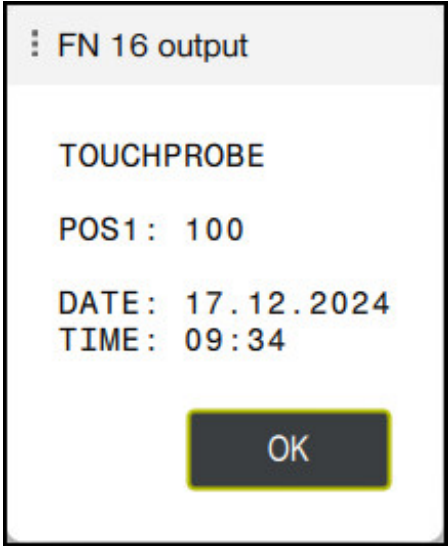 FN 16 output
TOUCHPROBE
POS1: 100
DATE: 17.12.2024
TIME: 09:34
OK